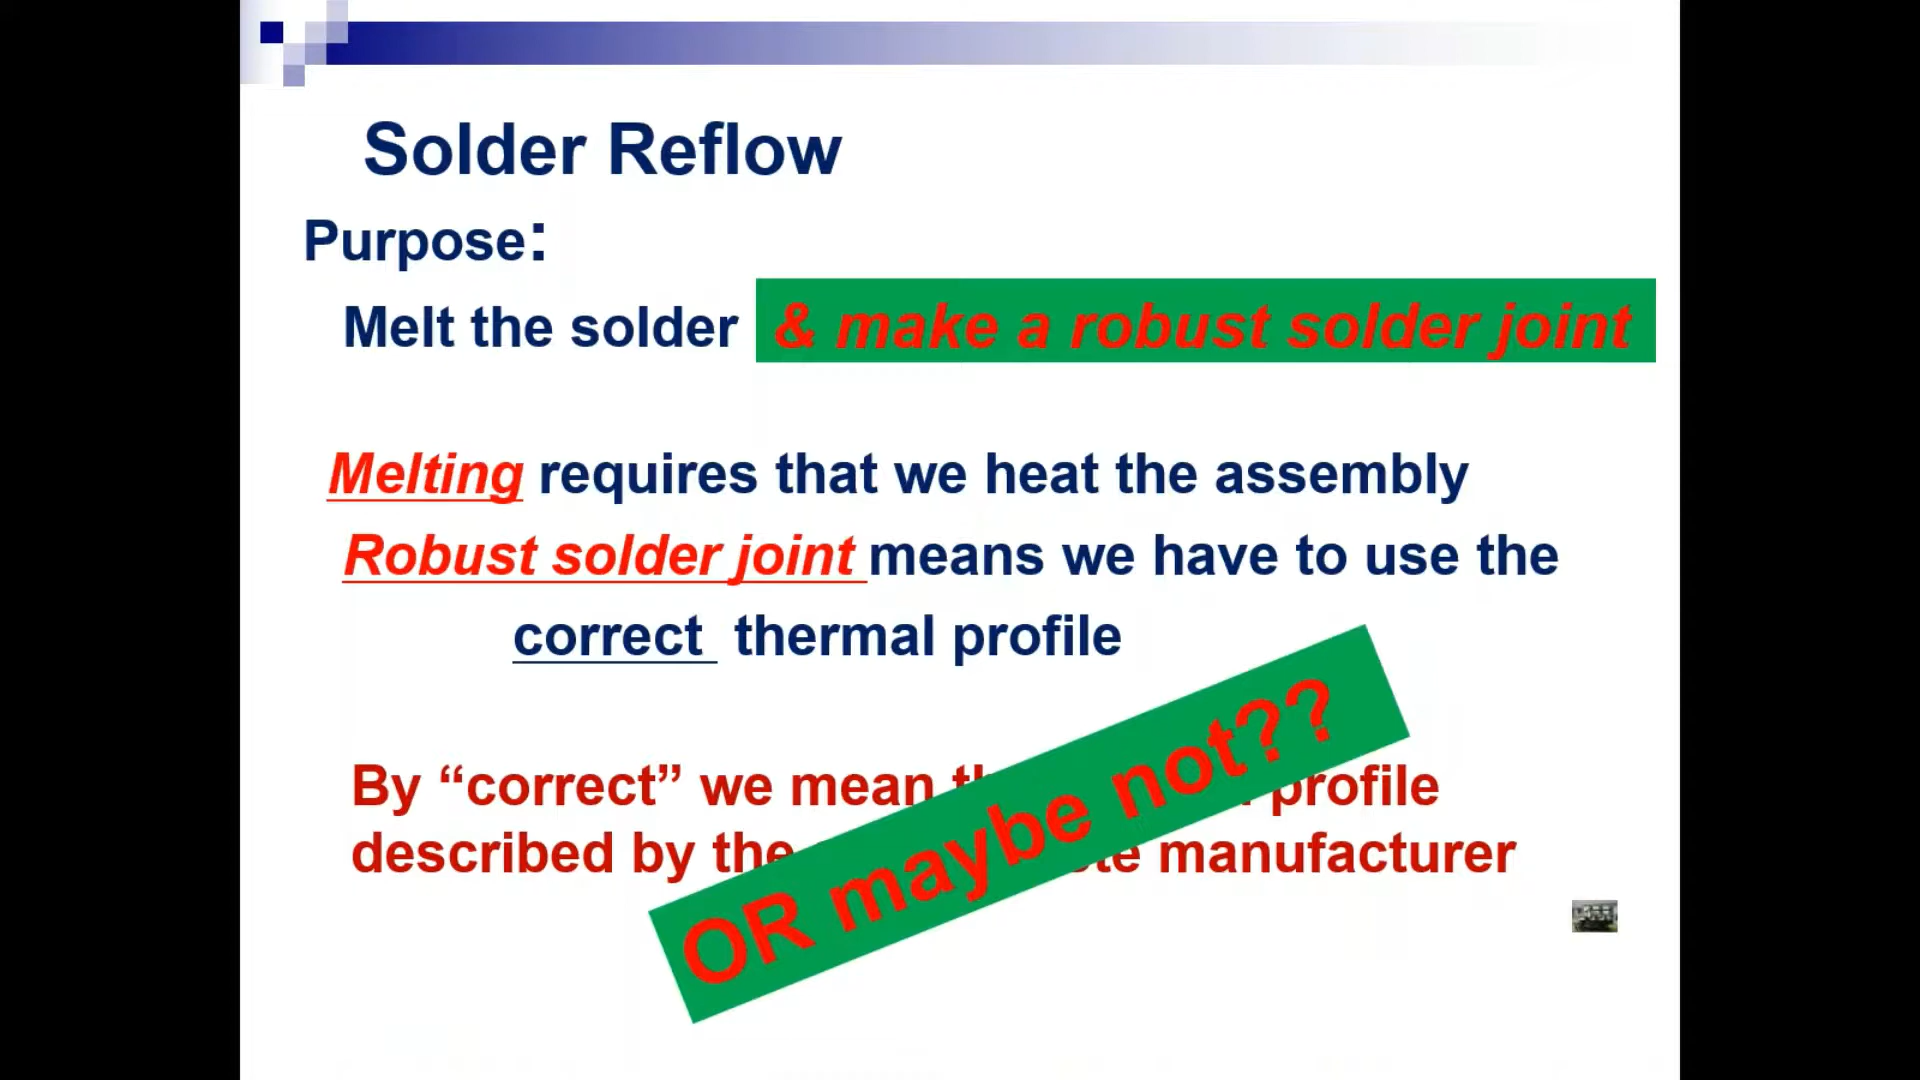 Solder Reflow
Purpose:
Melt the solder & make a robust solder joint
Melting requires that we heat the assembly
Robust solder joint means we have to use the
correct thermal profile
By “correct” we mean profile
described by the manufacturer
OR maybe not??